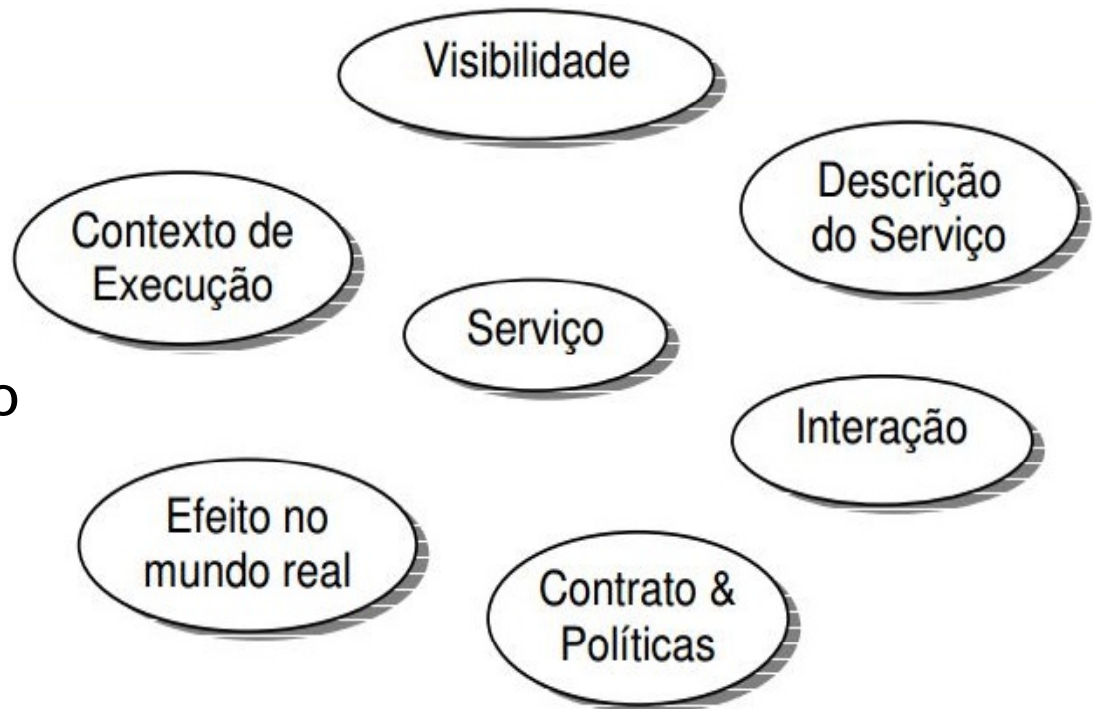 Visibilidade
Descrição
do Serviço
Contexto de
Execução
Serviço
o
Interação
Efeito no
mundo real
Contrato &
Políticas